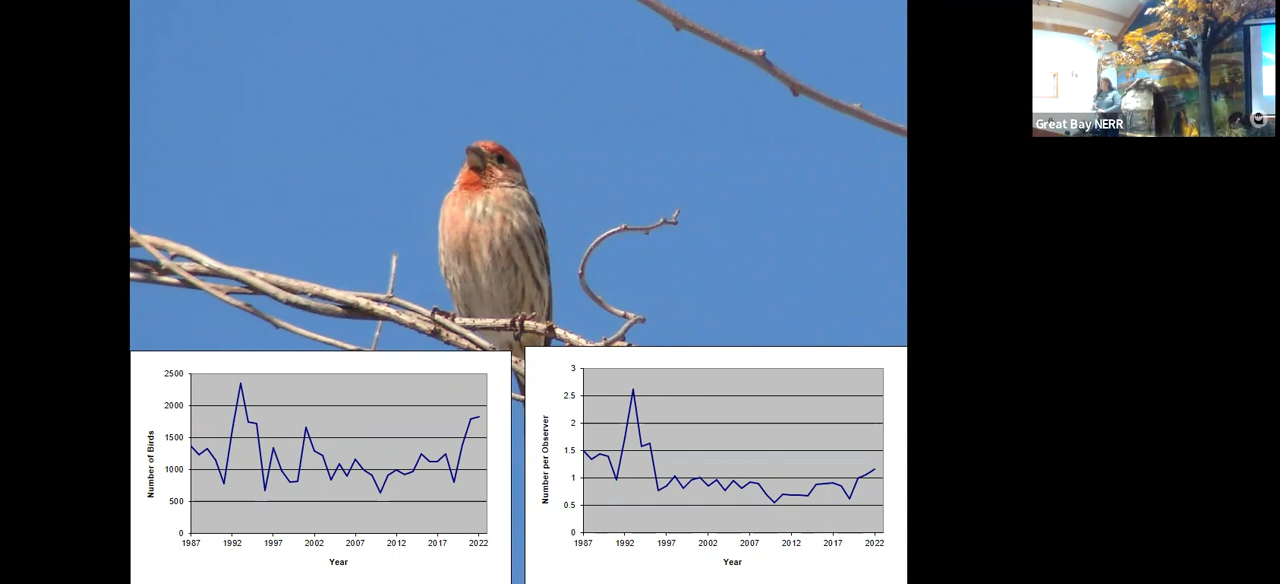 Great Bay NERR
2500
2000
1500
1000
500
0
Number of Birds
1987 1992 1997 2002 2007 2012 2017 2022
Year
3
2.5
2
1.5
1
0.5
0
Number per Observer
1987 1992 1997 2002 2007 2012 2017 2022
Year